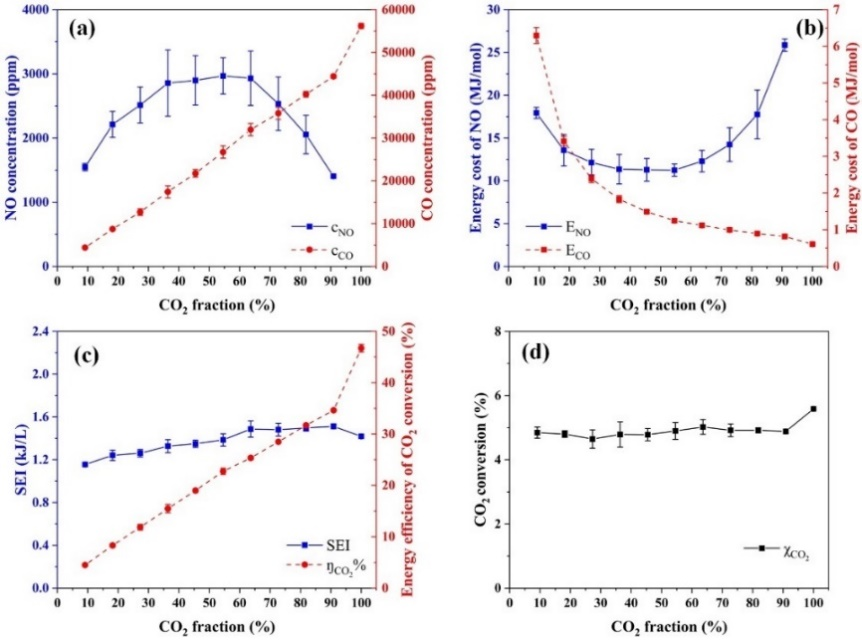 (a)
NO concentration (ppm)
4000
3000
2000
1000
0
CO concentration (ppm)
60000
50000
40000
30000
20000
10000
0
c_NO
c_CO
0 10 20 30 40 50 60 70 80 90 100
CO₂ fraction (%)
(b)
Energy cost of NO (MJ/mol)
30
25
20
15
10
5
0
Energy cost of CO (MJ/mol)
7
6
5
4
3
2
1
0
E_NO
E_CO
0 10 20 30 40 50 60 70 80 90 100
CO₂ fraction (%)
(c)
SEI (kJ/L)
2.4
2.0
1.6
1.2
0.8
0.4
0.0
Energy efficiency of CO₂ conversion (%)
50
40
30
20
10
0
SEI
η_CO₂%
0 10 20 30 40 50 60 70 80 90 100
CO₂ fraction (%)
(d)
CO₂ conversion (%)
8
6
4
2
0
χ_CO₂
0 10 20 30 40 50 60 70 80 90 100
CO₂ fraction (%)